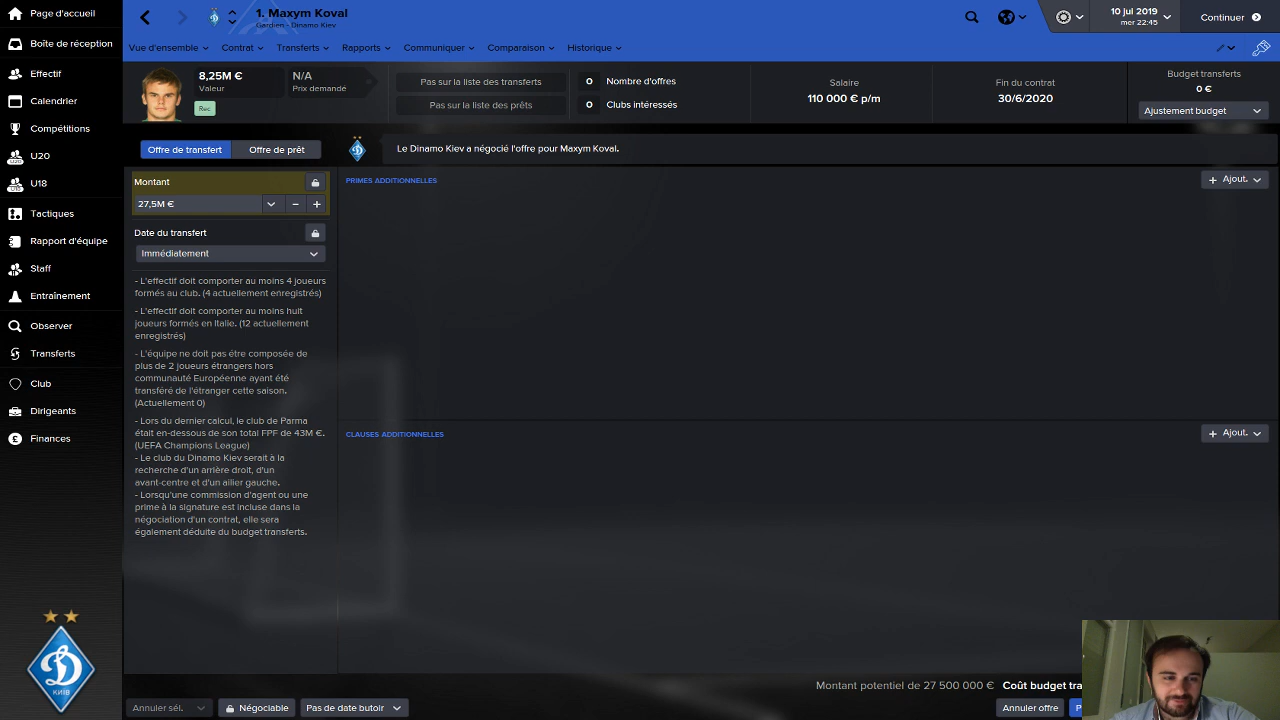 Page d'accueil
Boîte de réception
Effectif
Calendrier
Compétitions
U20
U20
U18
U18
Tactiques
Rapport d'équipe
Staff
Entraînement
Observer
Transferts
Club
Dirigeants
Finances
КИЇВ
1. Maxym Koval
Gardien - Dinamo Kiev
10 jul 2019
mer 22:45
Continuer
Vue d'ensemble
Contrat
Transferts
Rapports
Communiquer
Comparaison
Historique
8,25M €
Valeur
Rec
N/A
Prix demandé
Pas sur la liste des transferts
Pas sur la liste des prêts
0 Nombre d'offres
0 Clubs intéressés
Salaire
110 000 € p/m
Fin du contrat
30/6/2020
Budget transferts
0 €
Ajustement budget
Offre de transfert
Offre de prêt
Le Dinamo Kiev a négocié l'offre pour Maxym Koval.
Montant
27,5M €
Date du transfert
Immédiatement
- L'effectif doit comporter au moins 4 joueurs
formés au club. (4 actuellement enregistrés)
- L'effectif doit comporter au moins huit
joueurs formés en Italie. (12 actuellement
enregistrés)
- L'équipe ne doit pas être composée de
plus de 2 joueurs étrangers hors
communauté Européenne ayant été
transféré de l'étranger cette saison.
(Actuellement 0)
- Lors du dernier calcul, le club de Parma
était en-dessous de son total FPF de 43M €.
(UEFA Champions League)
- Le club du Dinamo Kiev serait à la
recherche d'un arrière droit, d'un
avant-centre et d'un ailier gauche.
- Lorsqu'une commission d'agent ou une
prime à la signature est incluse dans la
négociation d'un contrat, elle sera
également déduite du budget transferts.
PRIMES ADDITIONNELLES
+ Ajout.
CLAUSES ADDITIONNELLES
+ Ajout.
Montant potentiel de 27 500 000 € Coût budget tra
Annuler sél.
Négociable
Pas de date butoir
Annuler offre
P